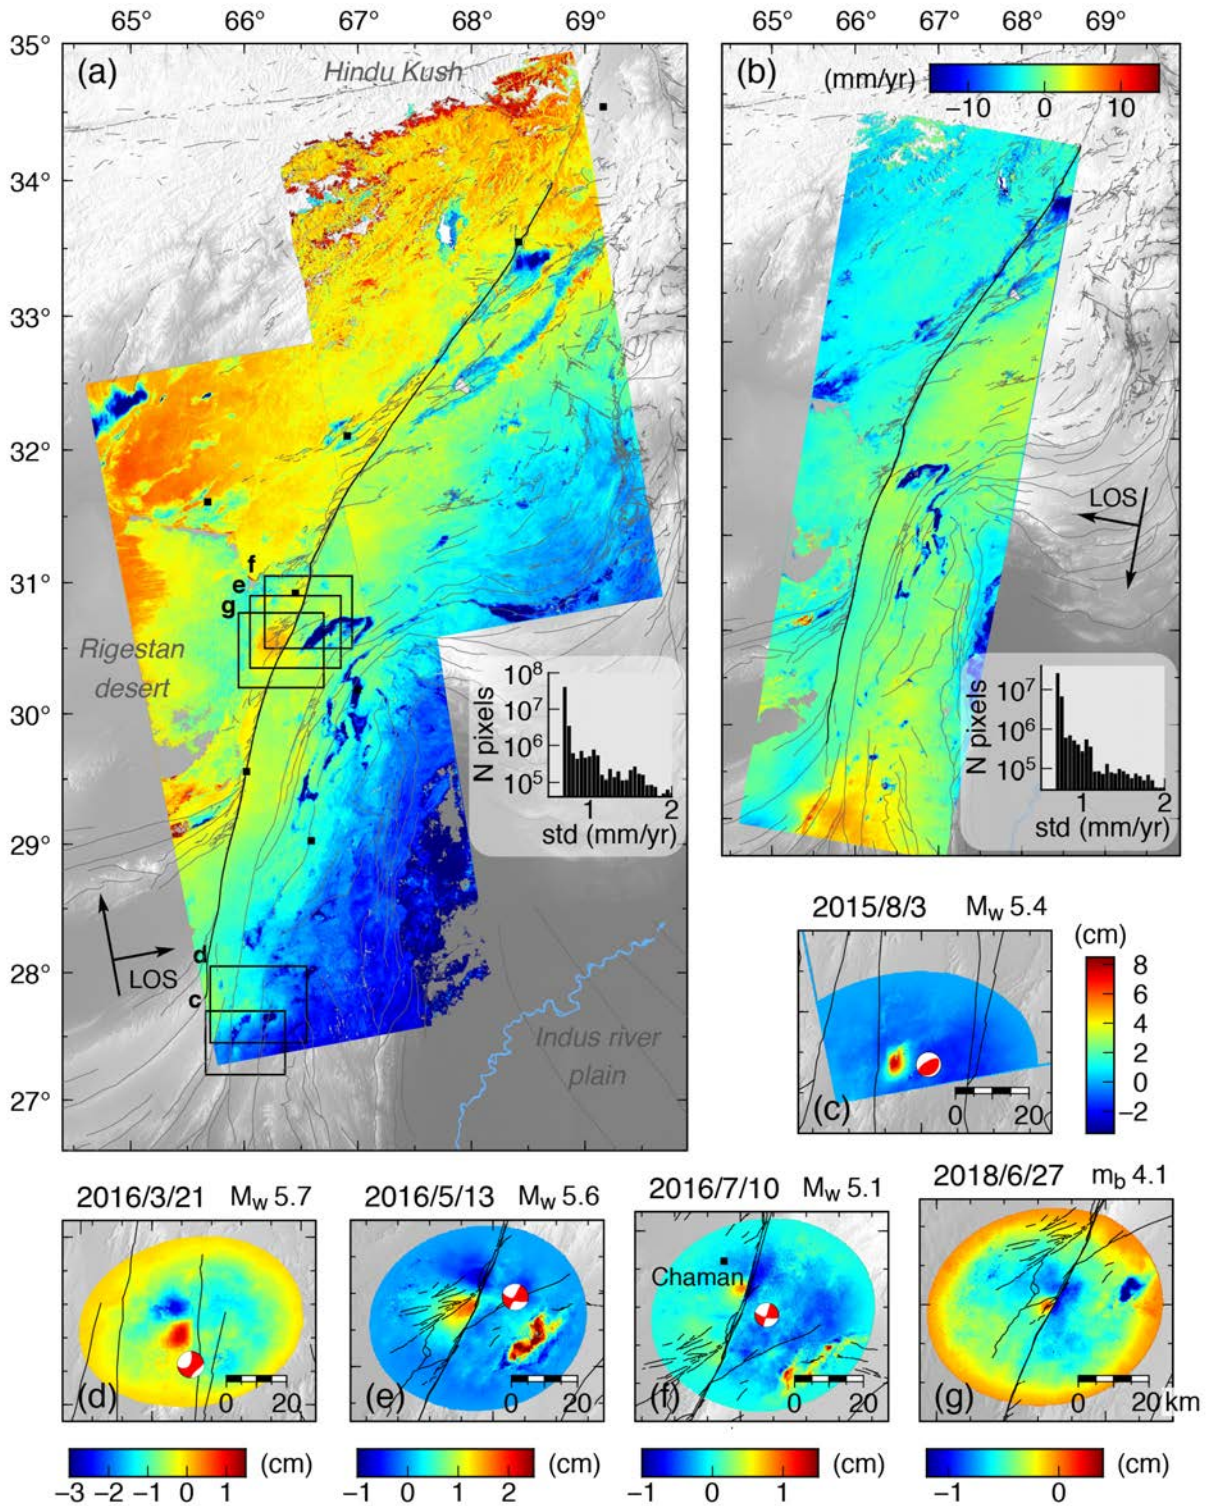 65° 66° 67° 68° 69°
65° 66° 67° 68° 69°
35°
34°
33°
32°
31°
30°
29°
28°
27°
(a)
Hindu Kush
f
e
g
Rigestan
desert
d
c
LOS
Indus river
plain
N pixels
10⁸
10⁷
10⁶
10⁵
1 2
std (mm/yr)
(b)
(mm/yr)
−10 0 10
LOS
N pixels
10⁷
10⁶
10⁵
1 2
std (mm/yr)
2015/8/3 Mw 5.4
(c)
0 20
(cm)
8
6
4
2
0
−2
2016/3/21 Mw 5.7
(d)
0 20
−3 −2 −1 0 1 (cm)
2016/5/13 Mw 5.6
(e)
0 20
−1 0 1 2 (cm)
2016/7/10 Mw 5.1
Chaman
(f)
0 20
−1 0 1 (cm)
2018/6/27 mb 4.1
(g)
0 20 km
−1 0 (cm)